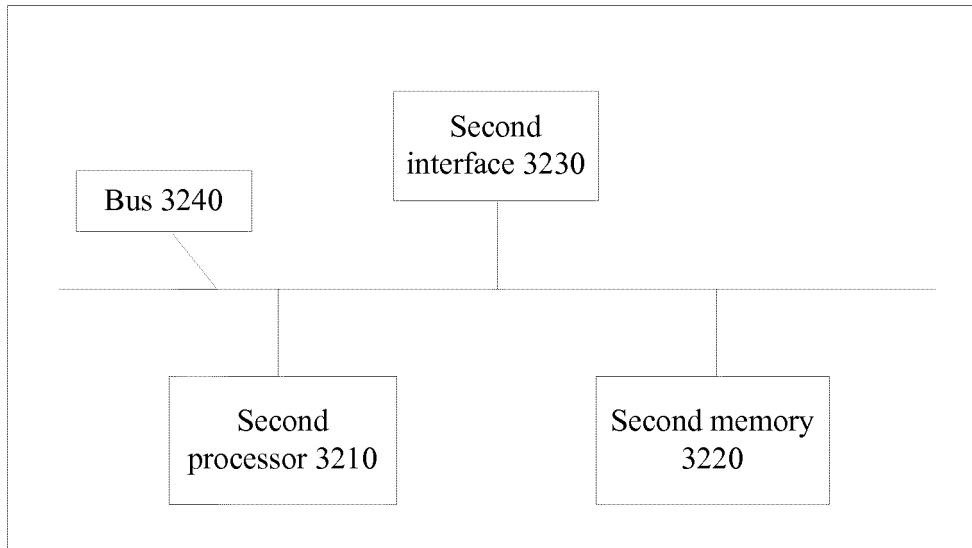 Second
interface 3230
Bus 3240
Second
processor 3210
Second memory
3220